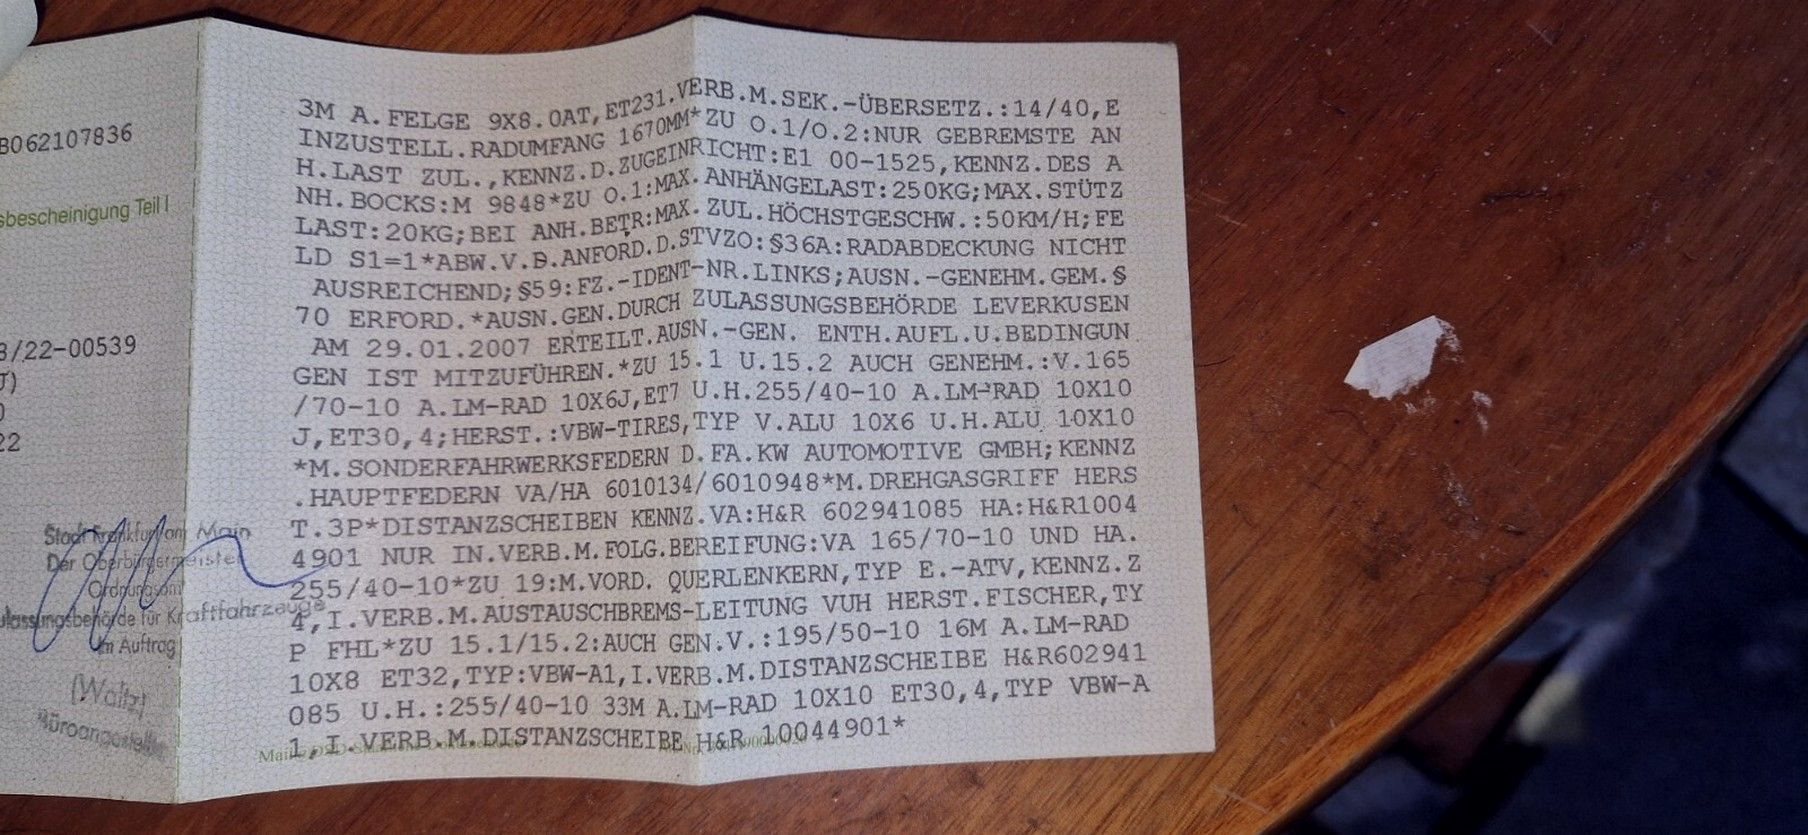 B062107836
sbescheinigung Teil I
3/22-00539
J)
0
22
Stadt Frankfurt am Main
Der Oberbürgermeister
Ordnungsamt
ulassungsbehörde für Kraftfahrzeuge
Im Auftrag
(Waltz)
Büroangestellte
3M A.FELGE 9X8.0AT,ET231.VERB.M.SEK.-ÜBERSETZ.:14/40,E
INZUSTELL.RADUMFANG 1670MM*ZU O.1/O.2:NUR GEBREMSTE AN
H.LAST ZUL.,KENNZ.D.ZUGEINRICHT:E1 00-1525,KENNZ.DES A
NH.BOCKS:M 9848*ZU O.1:MAX.ANHÄNGELAST:250KG;MAX.STÜTZ
LAST:20KG;BEI ANH.BETR:MAX.ZUL.HÖCHSTGESCHW.:50KM/H;FE
LD S1=1*ABW.V.D.ANFORD.D.STVZO:§36A:RADABDECKUNG NICHT
AUSREICHEND;§59:FZ.-IDENT-NR.LINKS;AUSN.-GENEHM.GEM.§
70 ERFORD.*AUSN.GEN.DURCH ZULASSUNGSBEHÖRDE LEVERKUSEN
AM 29.01.2007 ERTEILT.AUSN.-GEN. ENTH.AUFL.U.BEDINGUN
GEN IST MITZUFÜHREN.*ZU 15.1 U.15.2 AUCH GENEHM.:V.165
/70-10 A.LM-RAD 10X6J,ET7 U.H.255/40-10 A.LM-RAD 10X10
J,ET30,4;HERST.:VBW-TIRES,TYP V.ALU 10X6 U.H.ALU 10X10
*M.SONDERFAHRWERKSFEDERN D.FA.KW AUTOMOTIVE GMBH;KENNZ
.HAUPTFEDERN VA/HA 6010134/6010948*M.DREHGASGRIFF HERS
T.3P*DISTANZSCHEIBEN KENNZ.VA:H&R 602941085 HA:H&R1004
4901 NUR IN.VERB.M.FOLG.BEREIFUNG:VA 165/70-10 UND HA.
255/40-10*ZU 19:M.VORD. QUERLENKERN,TYP E.-ATV,KENNZ.Z
4,I.VERB.M.AUSTAUSCHBREMS-LEITUNG VUH HERST.FISCHER,TY
P FHL*ZU 15.1/15.2:AUCH GEN.V.:195/50-10 16M A.LM-RAD
10X8 ET32,TYP:VBW-A1,I.VERB.M.DISTANZSCHEIBE H&R602941
085 U.H.:255/40-10 33M A.LM-RAD 10X10 ET30,4,TYP VBW-A
1,I.VERB.M.DISTANZSCHEIBE H&R 10044901*